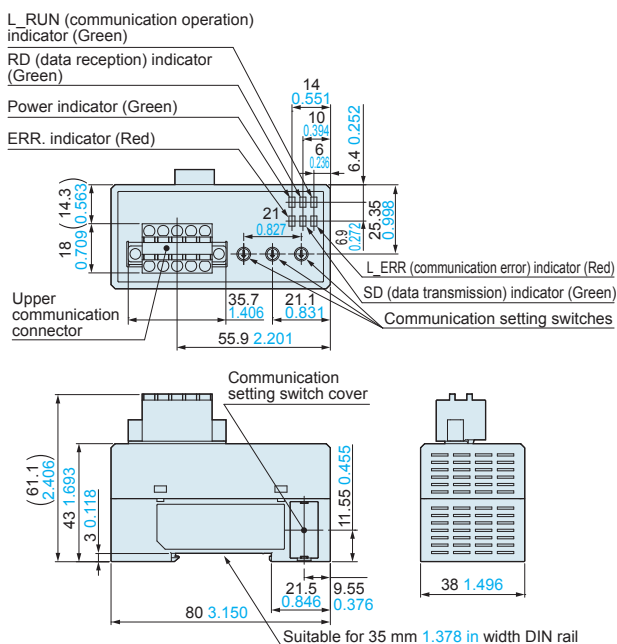 L_RUN (communication operation)
indicator (Green)
RD (data reception) indicator
(Green)
Power indicator (Green)
ERR. indicator (Red)
14
0.551
10
0.394
6
0.236
6.4 0.252
(14.3)
0.563
18
0.709
21
0.827
6.9
0.272
25.35
0.998
L_ERR (communication error) indicator (Red)
SD (data transmission) indicator (Green)
Communication setting switches
Upper
communication
connector
35.7
1.406
21.1
0.831
55.9 2.201
Communication
setting switch cover
(61.1)
2.406
43 1.693
3 0.118
11.55 0.455
21.5
0.846
9.55
0.376
80 3.150
38 1.496
Suitable for 35 mm 1.378 in width DIN rail